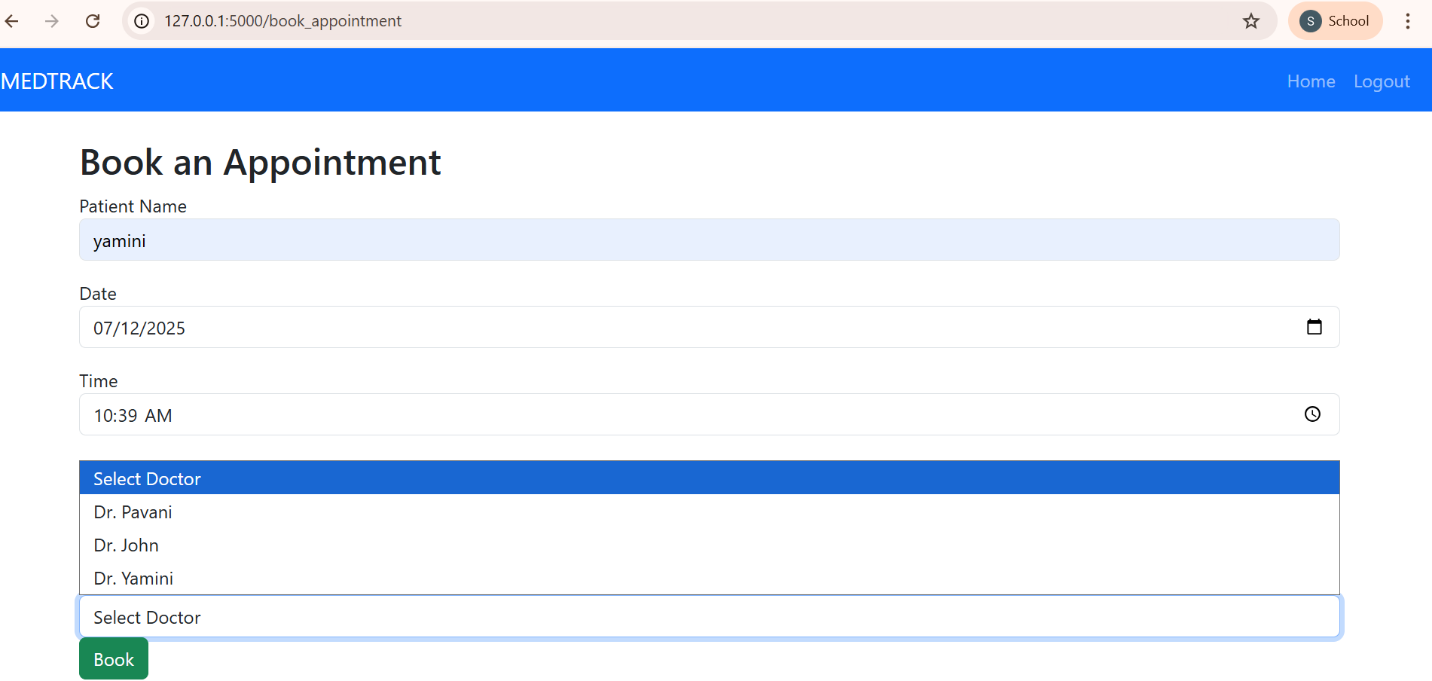 127.0.0.1:5000/book_appointment
S School
MEDTRACK
Home Logout
Book an Appointment
Patient Name
yamini
Date
07/12/2025
Time
10:39 AM
Select Doctor
Dr. Pavani
Dr. John
Dr. Yamini
Select Doctor
Book